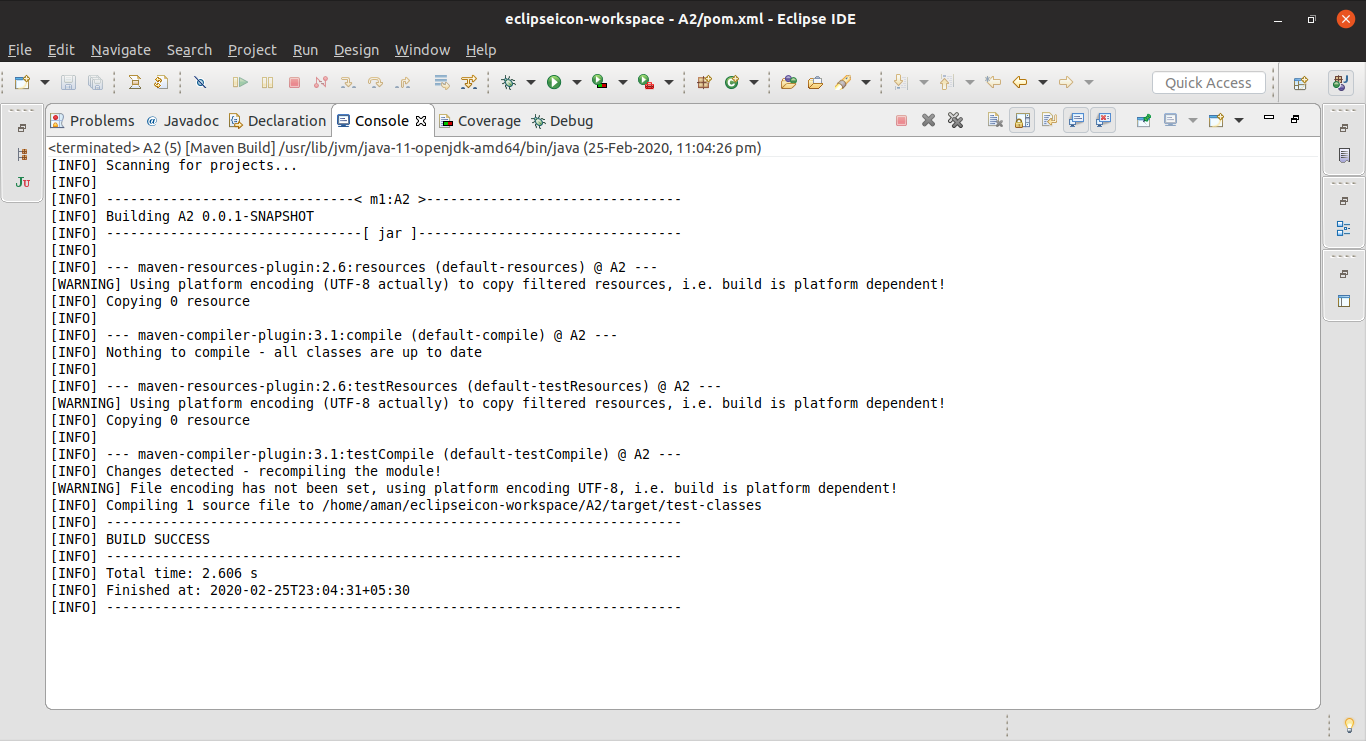 eclipseicon-workspace - A2/pom.xml - Eclipse IDE
File Edit Navigate Search Project Run Design Window Help
Quick Access
Problems @ Javadoc Declaration Console Coverage Debug
<terminated> A2 (5) [Maven Build] /usr/lib/jvm/java-11-openjdk-amd64/bin/java (25-Feb-2020, 11:04:26 pm)
[INFO] Scanning for projects...
[INFO]
[INFO] -------------------------------< m1:A2 >--------------------------------
[INFO] Building A2 0.0.1-SNAPSHOT
[INFO] --------------------------------[ jar ]---------------------------------
[INFO]
[INFO] --- maven-resources-plugin:2.6:resources (default-resources) @ A2 ---
[WARNING] Using platform encoding (UTF-8 actually) to copy filtered resources, i.e. build is platform dependent!
[INFO] Copying 0 resource
[INFO]
[INFO] --- maven-compiler-plugin:3.1:compile (default-compile) @ A2 ---
[INFO] Nothing to compile - all classes are up to date
[INFO]
[INFO] --- maven-resources-plugin:2.6:testResources (default-testResources) @ A2 ---
[WARNING] Using platform encoding (UTF-8 actually) to copy filtered resources, i.e. build is platform dependent!
[INFO] Copying 0 resource
[INFO]
[INFO] --- maven-compiler-plugin:3.1:testCompile (default-testCompile) @ A2 ---
[INFO] Changes detected - recompiling the module!
[WARNING] File encoding has not been set, using platform encoding UTF-8, i.e. build is platform dependent!
[INFO] Compiling 1 source file to /home/aman/eclipseicon-workspace/A2/target/test-classes
[INFO] ------------------------------------------------------------------------
[INFO] BUILD SUCCESS
[INFO] ------------------------------------------------------------------------
[INFO] Total time: 2.606 s
[INFO] Finished at: 2020-02-25T23:04:31+05:30
[INFO] ------------------------------------------------------------------------